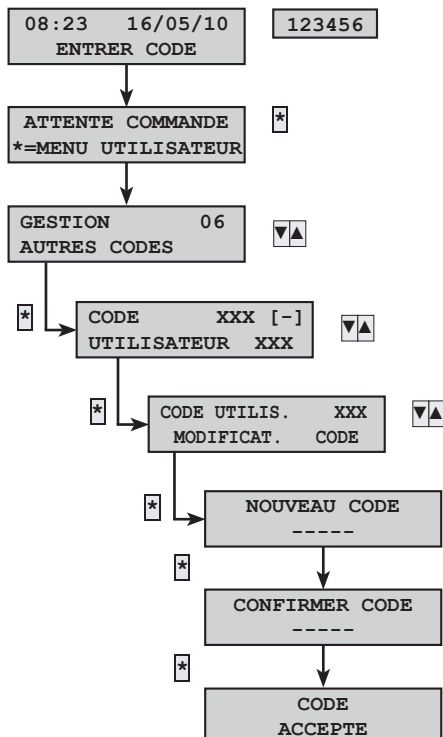 08:23 16/05/10
ENTRER CODE
123456
ATTENTE COMMANDE
*=MENU UTILISATEUR
*
GESTION 06
AUTRES CODES
▼▲
*
CODE XXX [-]
UTILISATEUR XXX
▼▲
*
CODE UTILIS. XXX
MODIFICAT. CODE
▼▲
*
NOUVEAU CODE
-----
*
CONFIRMER CODE
-----
*
CODE
ACCEPTE